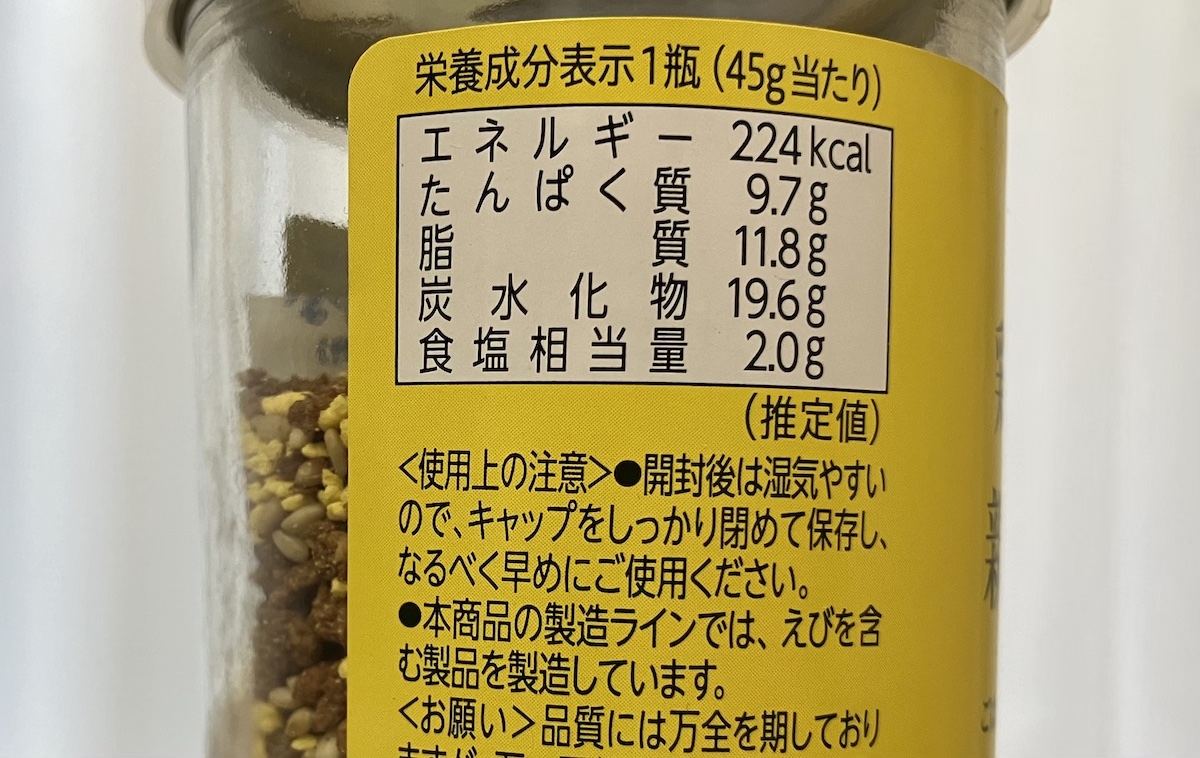 栄養成分表示1瓶(45g当たり)
エネルギー 224kcal
たんぱく質 9.7g
脂質 11.8g
炭水化物 19.6g
食塩相当量 2.0g
(推定値)
<使用上の注意>●開封後は湿気やすい
ので、キャップをしっかり閉めて保存し、
なるべく早めにご使用ください。
●本商品の製造ラインでは、えびを含
む製品を製造しています。
<お願い>品質には万全を期しており
ますが、万一